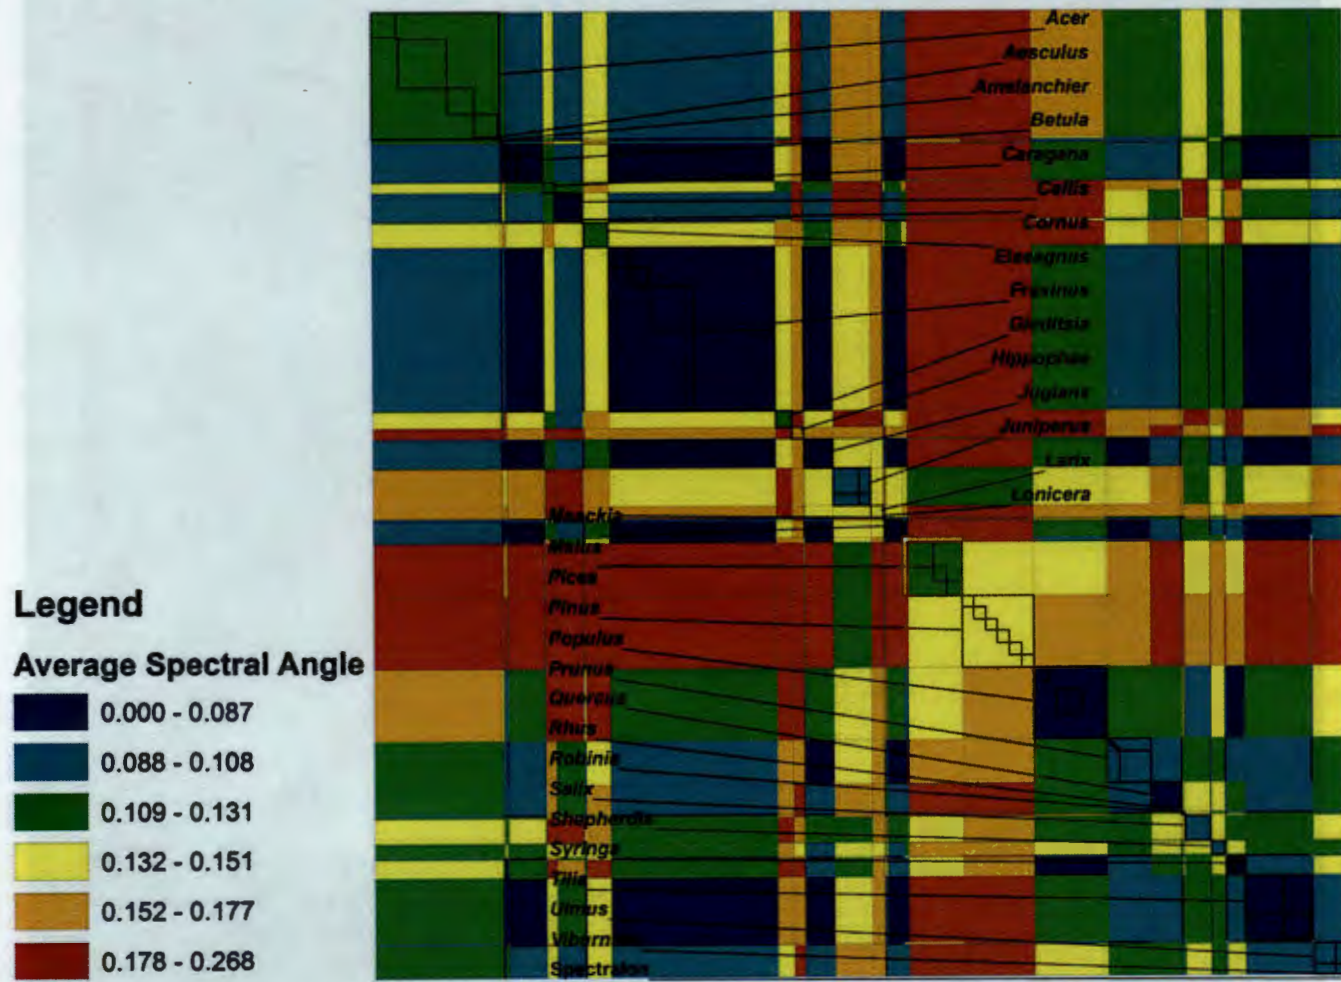 Acer
Aesculus
Amelanchier
Betula
Caragana
Celtis
Cornus
Elaeagnus
Fraxinus
Gleditsia
Hippophae
Juglans
Juniperus
Larix
Lonicera
Maackia
Malus
Picea
Pinus
Populus
Prunus
Quercus
Rhus
Robinia
Salix
Shepherdia
Syringa
Tilia
Ulmus
Viburnum
Spectralon
Legend
Average Spectral Angle
0.000 - 0.087
0.088 - 0.108
0.109 - 0.131
0.132 - 0.151
0.152 - 0.177
0.178 - 0.268